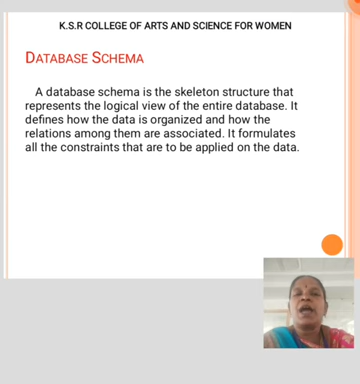 K.S.R COLLEGE OF ARTS AND SCIENCE FOR WOMEN
DATABASE SCHEMA
A database schema is the skeleton structure that
represents the logical view of the entire database. It
defines how the data is organized and how the
relations among them are associated. It formulates
all the constraints that are to be applied on the data.